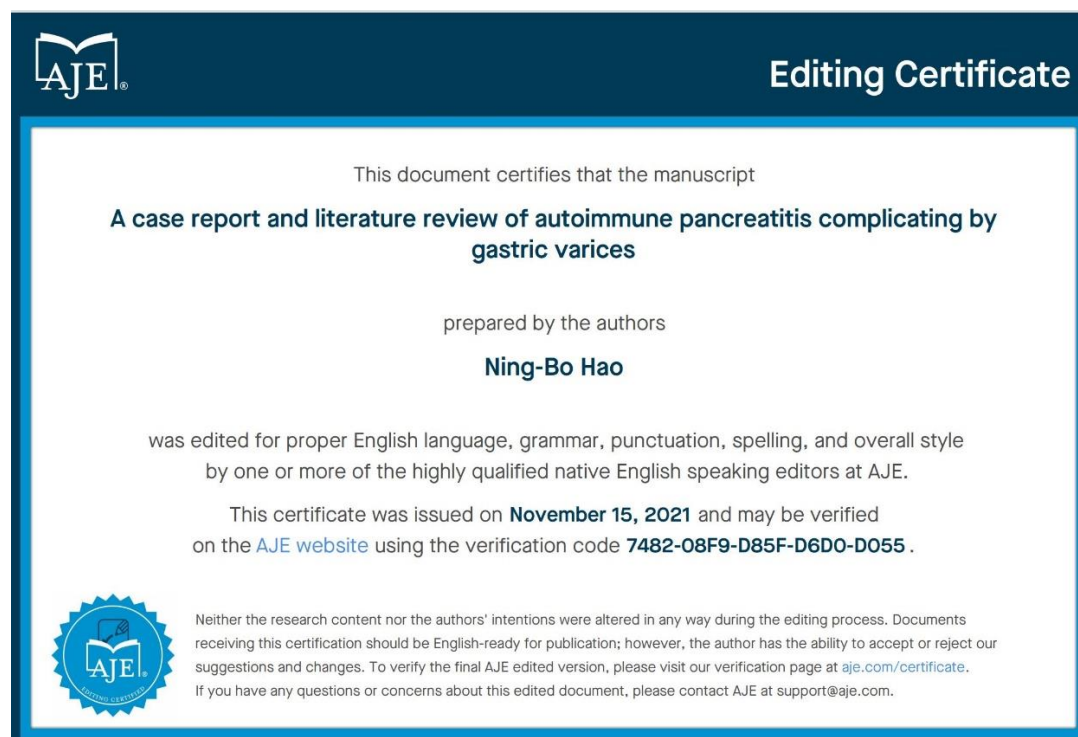 AJE®
Editing Certificate
This document certifies that the manuscript
A case report and literature review of autoimmune pancreatitis complicating by
gastric varices
prepared by the authors
Ning-Bo Hao
was edited for proper English language, grammar, punctuation, spelling, and overall style
by one or more of the highly qualified native English speaking editors at AJE.
This certificate was issued on November 15, 2021 and may be verified
on the AJE website using the verification code 7482-08F9-D85F-D6D0-D055.
Neither the research content nor the authors' intentions were altered in any way during the editing process. Documents
receiving this certification should be English-ready for publication; however, the author has the ability to accept or reject our
suggestions and changes. To verify the final AJE edited version, please visit our verification page at aje.com/certificate.
If you have any questions or concerns about this edited document, please contact AJE at support@aje.com.
AJE®
EDITING CERTIFIED